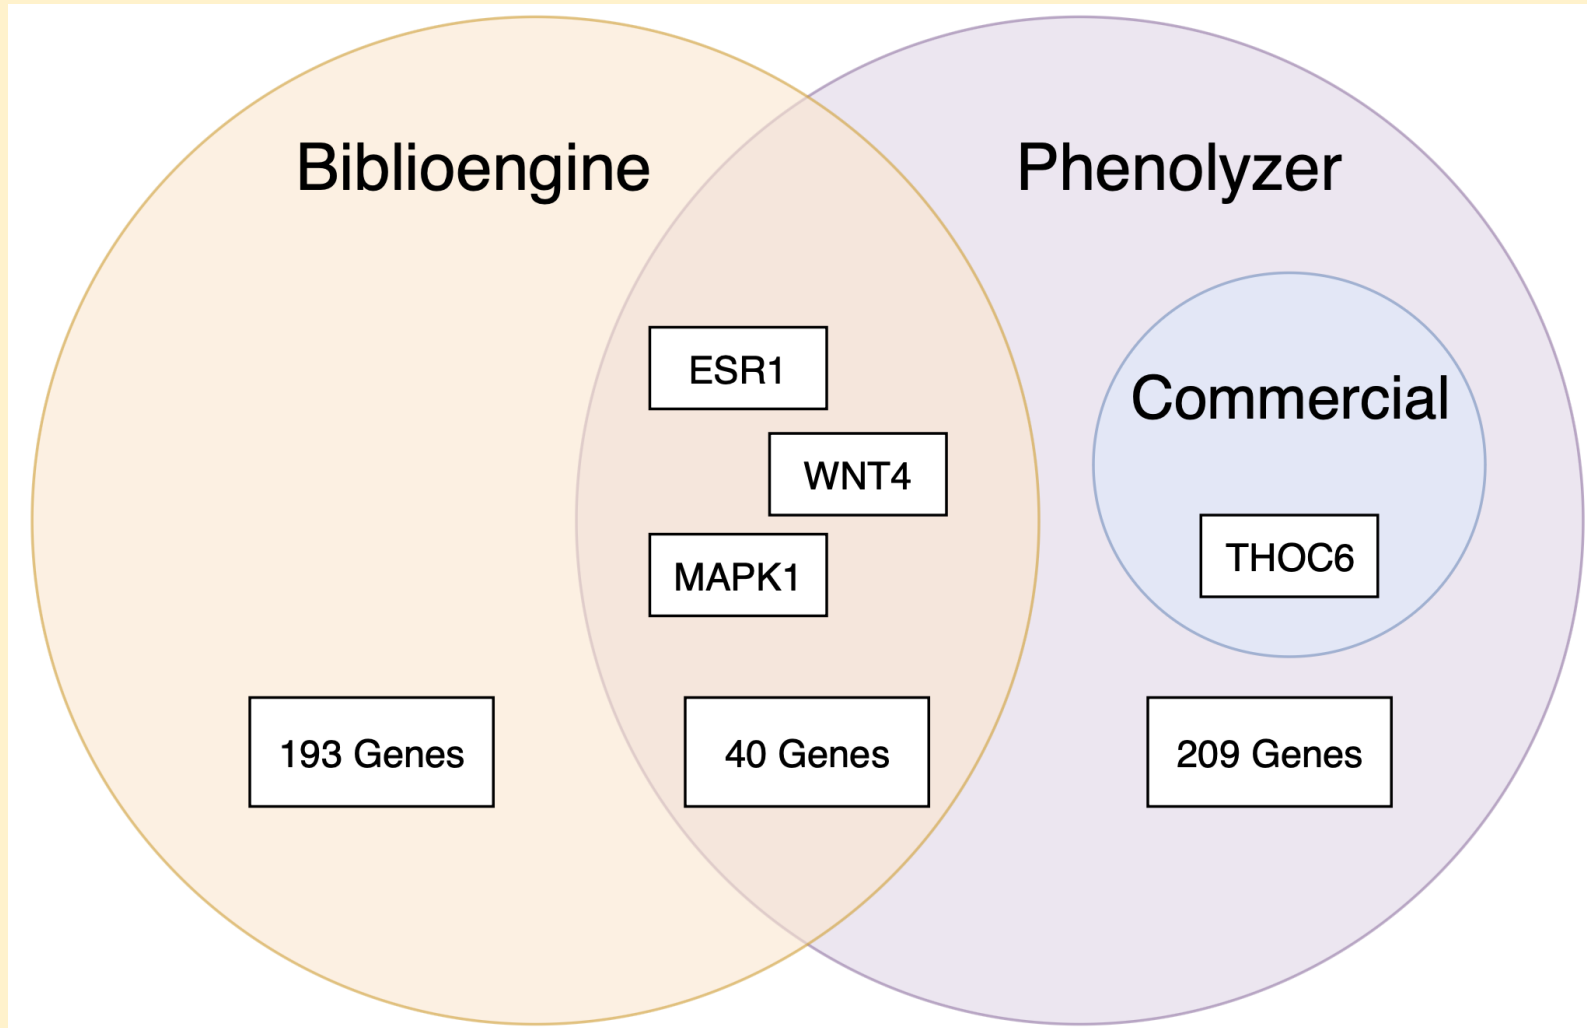 Biblioengine
Phenolyzer
ESR1
Commercial
WNT4
THOC6
MAPK1
193 Genes
40 Genes
209 Genes